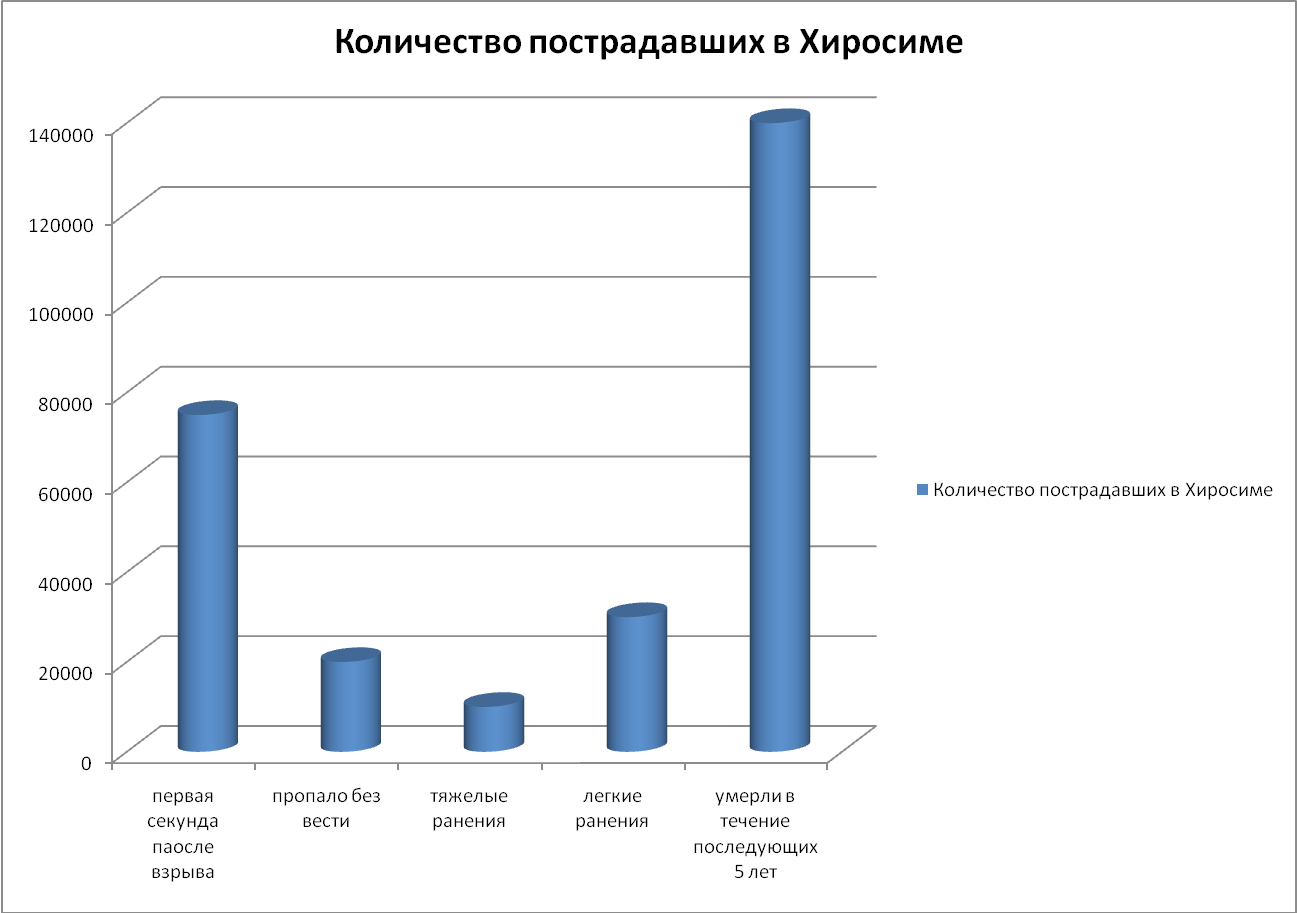 Количество пострадавших в Хиросиме
140000
120000
100000
80000
60000
40000
20000
0
первая
секунда
паосле
взрыва
пропало без
вести
тяжелые
ранения
легкие
ранения
умерли в
течение
последующих
5 лет
Количество пострадавших в Хиросиме